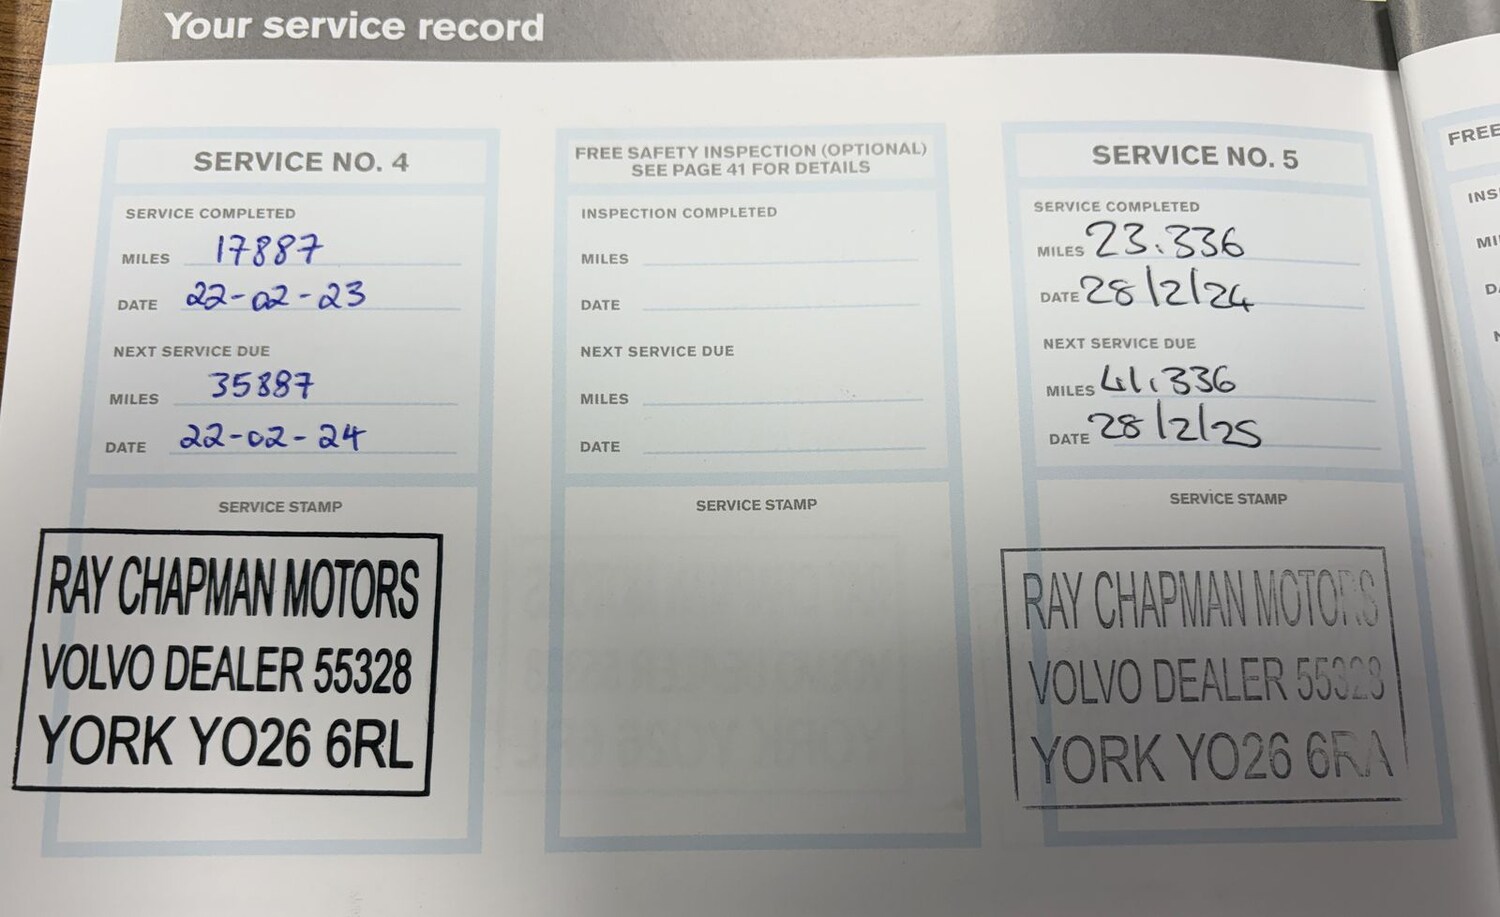 Your service record
SERVICE NO. 4
SERVICE COMPLETED
MILES 17887
DATE 22-02-23
NEXT SERVICE DUE
MILES 35887
DATE 22-02-24
SERVICE STAMP
RAY CHAPMAN MOTORS
VOLVO DEALER 55328
YORK YO26 6RL
FREE SAFETY INSPECTION (OPTIONAL)
SEE PAGE 41 FOR DETAILS
INSPECTION COMPLETED
MILES
DATE
NEXT SERVICE DUE
MILES
DATE
SERVICE STAMP
SERVICE NO. 5
SERVICE COMPLETED
MILES 23.336
DATE 28/2/24
NEXT SERVICE DUE
MILES 41.336
DATE 28/2/25
SERVICE STAMP
RAY CHAPMAN MOTORS
VOLVO DEALER 55328
YORK YO26 6RA
FREE